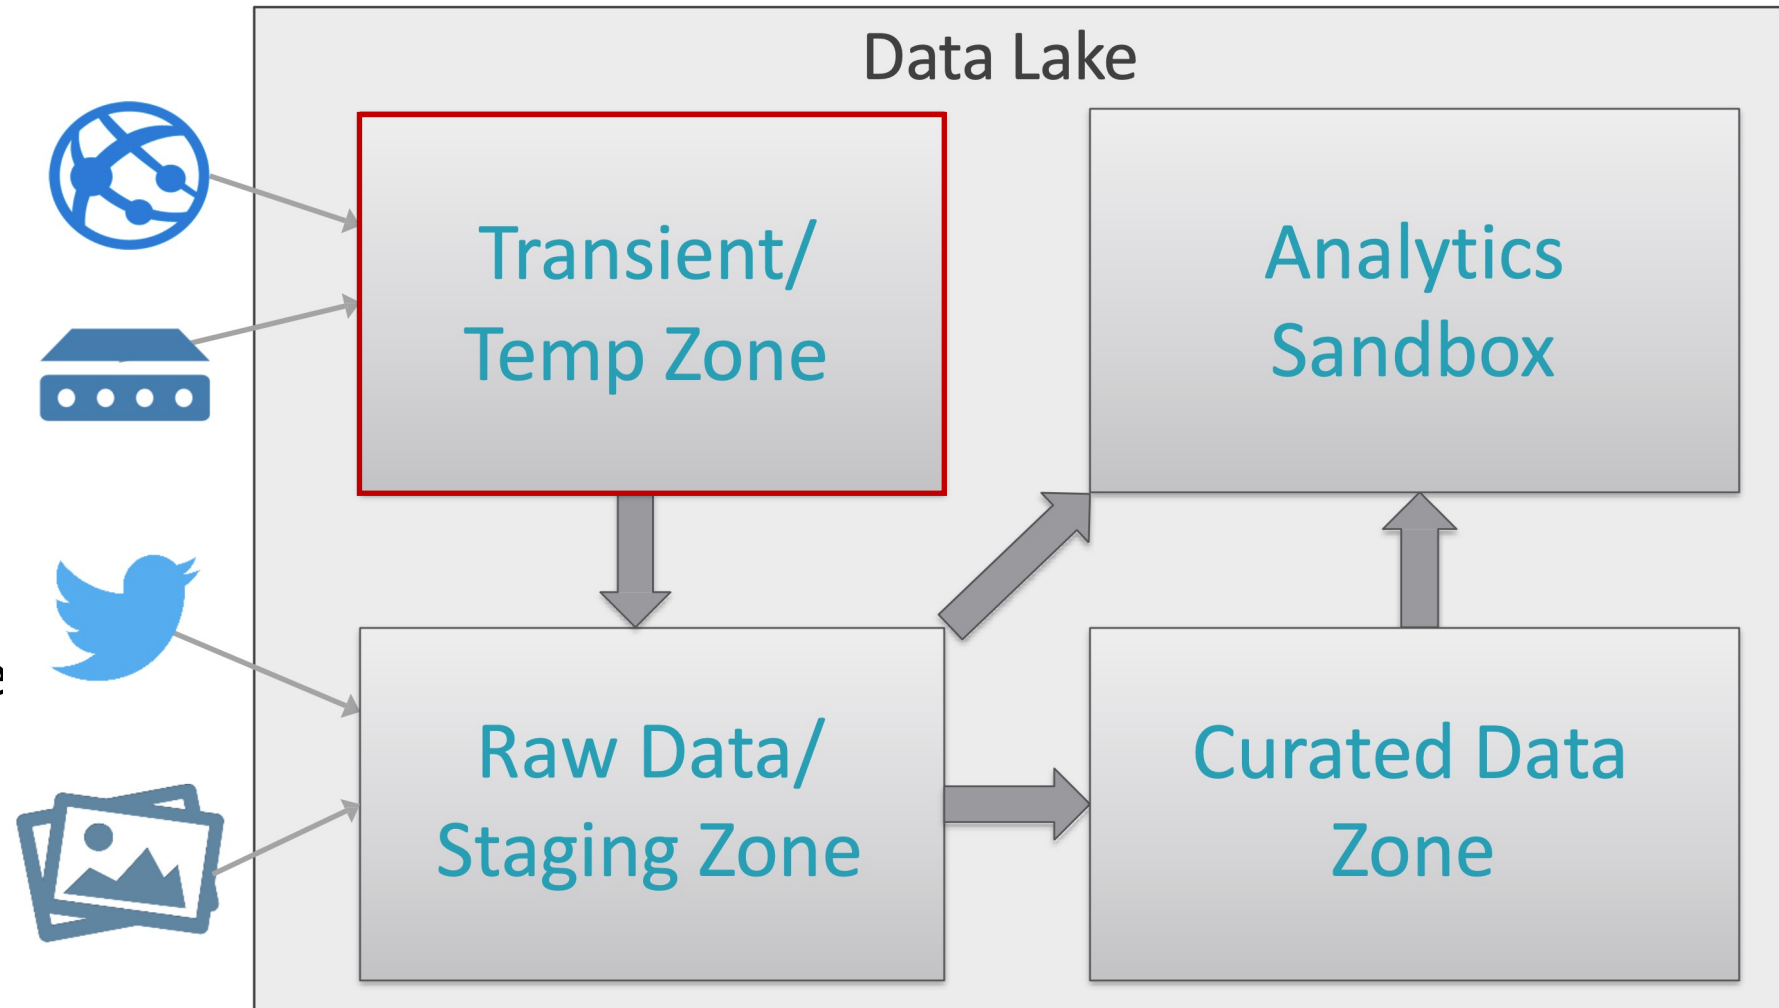 Data Lake
Transient/
Temp Zone
Analytics
Sandbox
Raw Data/
Staging Zone
Curated Data
Zone